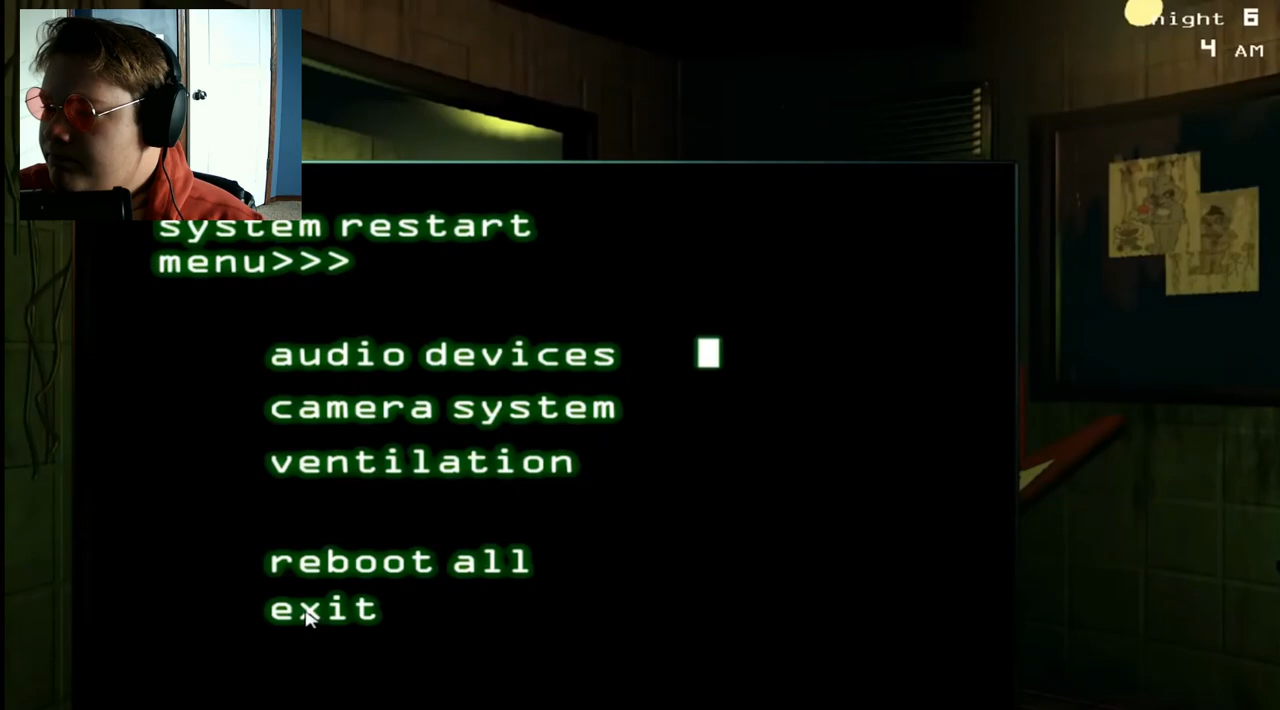 night 6
4 AM
system restart
menu>>>
audio devices
camera system
ventilation
reboot all
exit